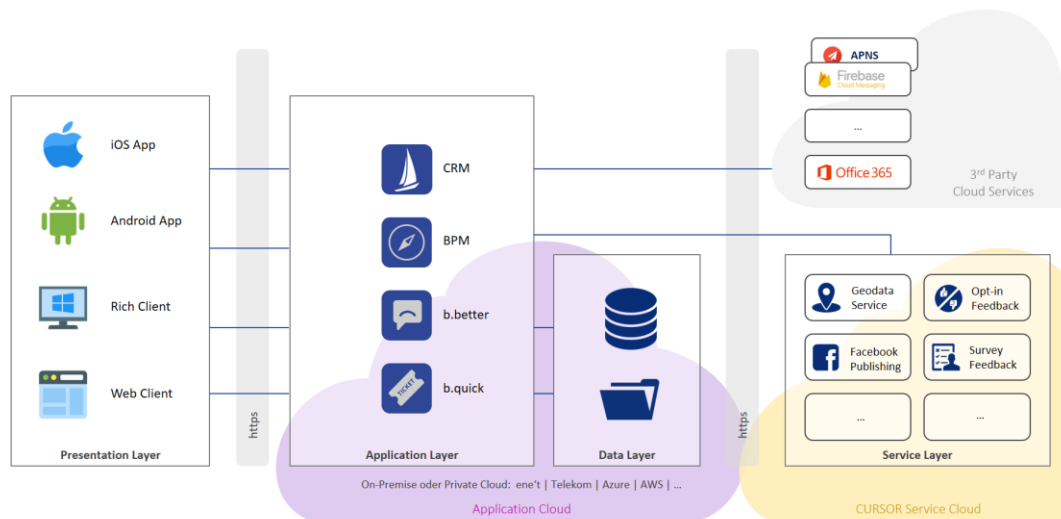 APNS
Firebase
Cloud Messaging
...
Office 365
3rd Party
Cloud Services
iOS App
Android App
Rich Client
Web Client
Presentation Layer
https
CRM
BPM
b.better
TICKET
b.quick
Application Layer
Data Layer
https
Geodata
Service
Opt-in
Feedback
Facebook
Publishing
Survey
Feedback
...
...
Service Layer
On-Premise oder Private Cloud: ene't | Telekom | Azure | AWS | ...
Application Cloud
CURSOR Service Cloud